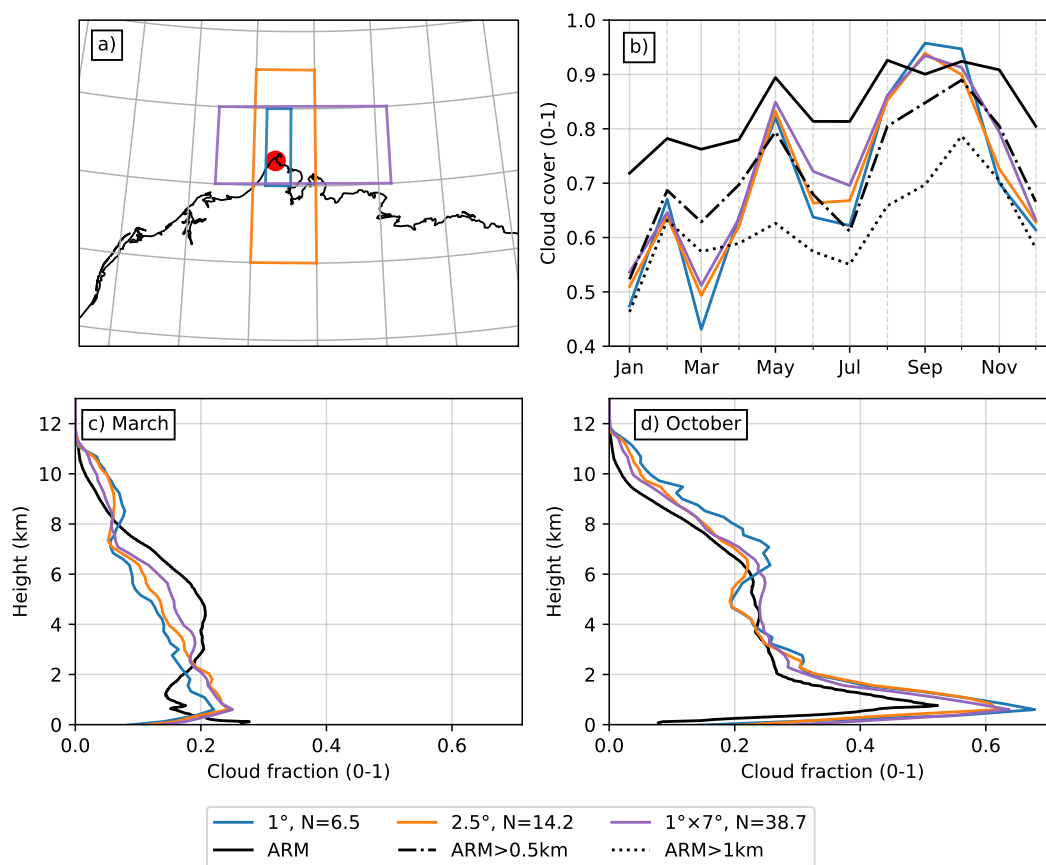 a)
b)
Cloud cover (0-1)
1.0
0.9
0.8
0.7
0.6
0.5
0.4
Jan Mar May Jul Sep Nov
c) March
Height (km)
12
10
8
6
4
2
0
0.0 0.2 0.4 0.6
Cloud fraction (0-1)
d) October
Height (km)
12
10
8
6
4
2
0
0.0 0.2 0.4 0.6
Cloud fraction (0-1)
1°, N=6.5 2.5°, N=14.2 1°×7°, N=38.7
ARM ARM>0.5km ARM>1km